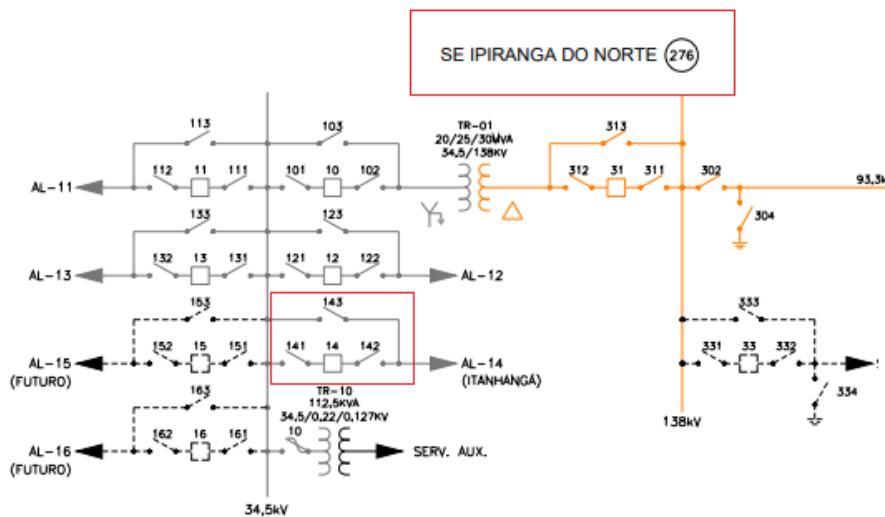 SE IPIRANGA DO NORTE 276
TR-01
20/25/30MVA
34,5/138KV
113
103
313
112 11 111 101 10 102
312 31 311 302
AL-11
93,3k
304
133
123
132 13 131 121 12 122
AL-13
AL-12
153
143
333
152 15 151 141 14 142
331 33 332
AL-15
(FUTURO)
AL-14
(ITANHANGÁ)
334
163
TR-10
112,5KVA
34,5/0,22/0,127KV
162 16 161 10
AL-16
(FUTURO)
SERV. AUX.
138kV
34,5kV